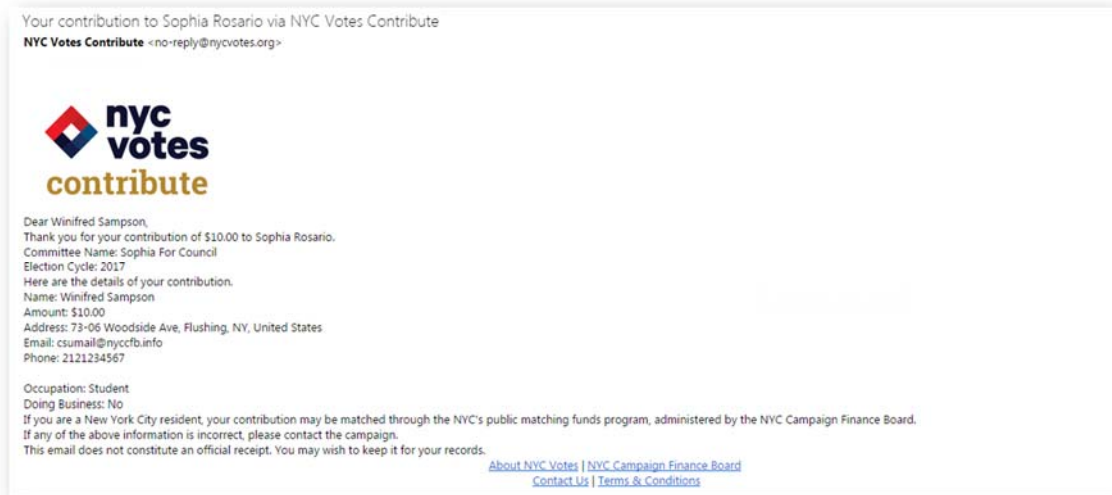 Your contribution to Sophia Rosario via NYC Votes Contribute
NYC Votes Contribute <no-reply@nycvotes.org>
nyc
votes
contribute
Dear Winifred Sampson,
Thank you for your contribution of $10.00 to Sophia Rosario.
Committee Name: Sophia For Council
Election Cycle: 2017
Here are the details of your contribution.
Name: Winifred Sampson
Amount: $10.00
Address: 73-06 Woodside Ave, Flushing, NY, United States
Email: csumail@nyccfb.info
Phone: 2121234567
Occupation: Student
Doing Business: No
If you are a New York City resident, your contribution may be matched through the NYC's public matching funds program, administered by the NYC Campaign Finance Board.
If any of the above information is incorrect, please contact the campaign.
This email does not constitute an official receipt. You may wish to keep it for your records.
About NYC Votes | NYC Campaign Finance Board
Contact Us | Terms & Conditions